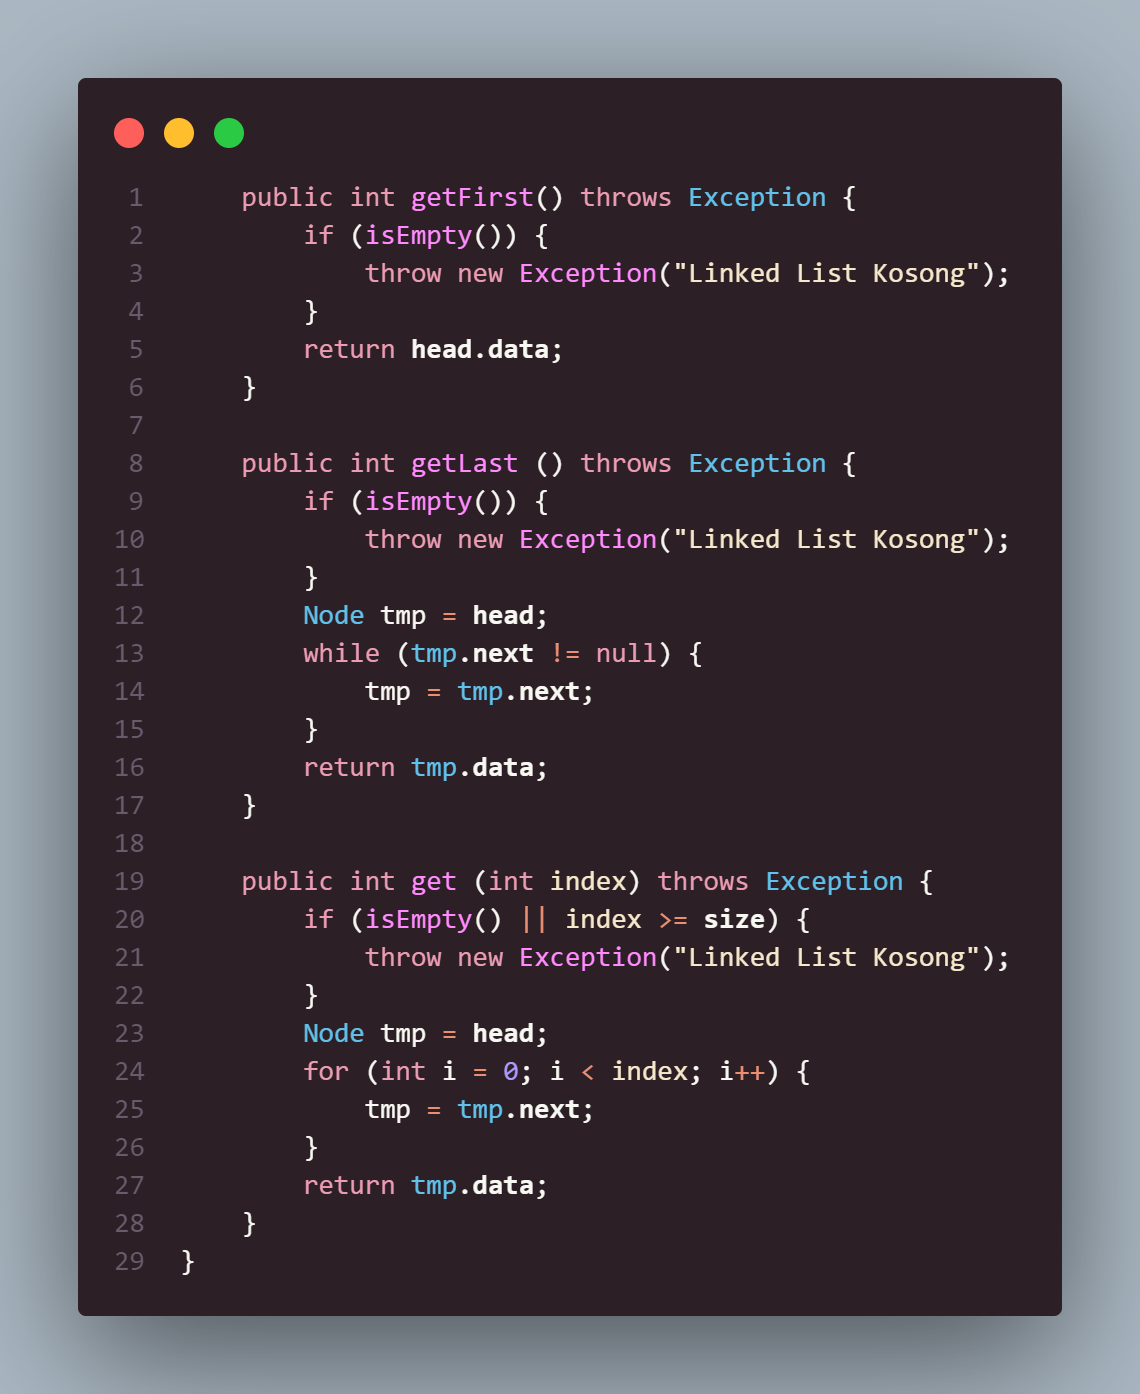 1     public int getFirst() throws Exception {
2         if (isEmpty()) {
3             throw new Exception("Linked List Kosong");
4         }
5         return head.data;
6     }
7
8     public int getLast () throws Exception {
9         if (isEmpty()) {
10             throw new Exception("Linked List Kosong");
11         }
12         Node tmp = head;
13         while (tmp.next != null) {
14             tmp = tmp.next;
15         }
16         return tmp.data;
17     }
18
19     public int get (int index) throws Exception {
20         if (isEmpty() || index >= size) {
21             throw new Exception("Linked List Kosong");
22         }
23         Node tmp = head;
24         for (int i = 0; i < index; i++) {
25             tmp = tmp.next;
26         }
27         return tmp.data;
28     }
29 }